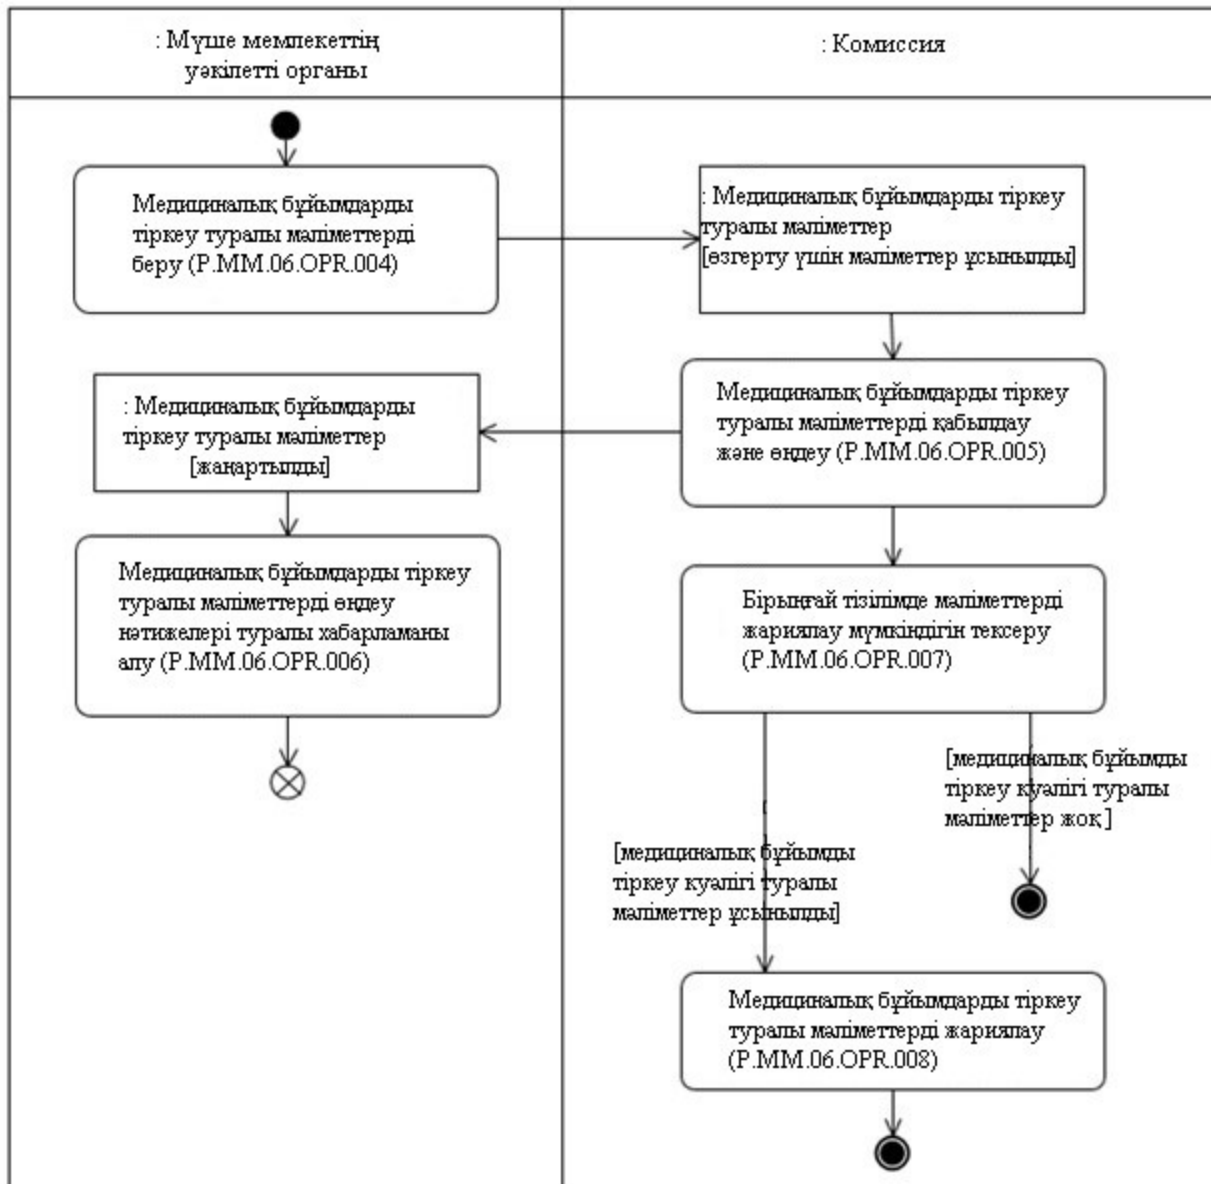 : Мүше мемлекеттің
уәкілетті органы
: Комиссия
Медициналық бұйымдарды
тіркеу туралы мәліметтерді
беру (P.MM.06.OPR.004)
: Медициналық бұйымдарды тіркеу
туралы мәліметтер
[өзгерту үшін мәліметтер ұсынылды]
: Медициналық бұйымдарды
тіркеу туралы мәліметтер
[жаңартылды]
Медициналық бұйымдарды тіркеу
туралы мәліметтерді қабылдау
және өңдеу (P.MM.06.OPR.005)
Медициналық бұйымдарды тіркеу
туралы мәліметтерді өңдеу
нәтижелері туралы хабарламаны
алу (P.MM.06.OPR.006)
Бірыңғай тізілімде мәліметтерді
жариялау мүмкіндігін тексеру
(P.MM.06.OPR.007)
[медициналық бұйымды
тіркеу куәлігі туралы
мәліметтер жоқ]
[медициналық бұйымды
тіркеу куәлігі туралы
мәліметтер ұсынылды]
Медициналық бұйымдарды тіркеу
туралы мәліметтерді жариялау
(P.MM.06.OPR.008)